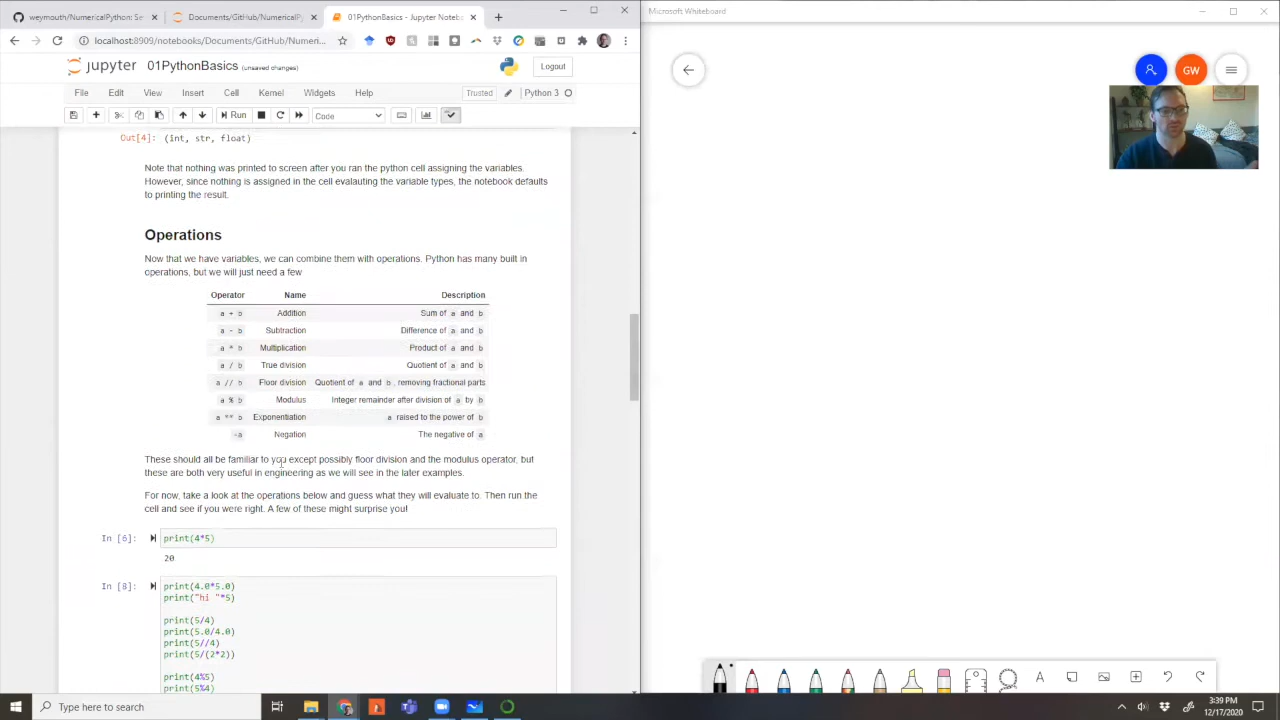 weymouth/NumericalPython: Se
Documents/GitHub/NumericalP
01PythonBasics - Jupyter Noteb
Microsoft Whiteboard
localhost:8909/notebooks/Documents/GitHub/Numeri...
jupyter 01PythonBasics (unsaved changes)
Logout
File Edit View Insert Cell Kernel Widgets Help
Trusted
Python 3
Run
Code
GW
Out[4]: (int, str, float)
Note that nothing was printed to screen after you ran the python cell assigning the variables.
However, since nothing is assigned in the cell evalauting the variable types, the notebook defaults
to printing the result.
Operations
Now that we have variables, we can combine them with operations. Python has many built in
operations, but we will just need a few
Operator Name Description
a + b Addition Sum of a and b
a - b Subtraction Difference of a and b
a * b Multiplication Product of a and b
a / b True division Quotient of a and b
a // b Floor division Quotient of a and b, removing fractional parts
a % b Modulus Integer remainder after division of a by b
a ** b Exponentiation a raised to the power of b
-a Negation The negative of a
These should all be familiar to you except possibly floor division and the modulus operator, but
these are both very useful in engineering as we will see in the later examples.
For now, take a look at the operations below and guess what they will evaluate to. Then run the
cell and see if you were right. A few of these might surprise you!
In [6]: print(4*5)
20
In [8]: print(4.0*5.0)
print("hi "*5)
print(5/4)
print(5.0/4.0)
print(5//4)
print(5/(2*2))
print(4%5)
print(5%4)
A
Type here to search
3:39 PM
12/17/2020